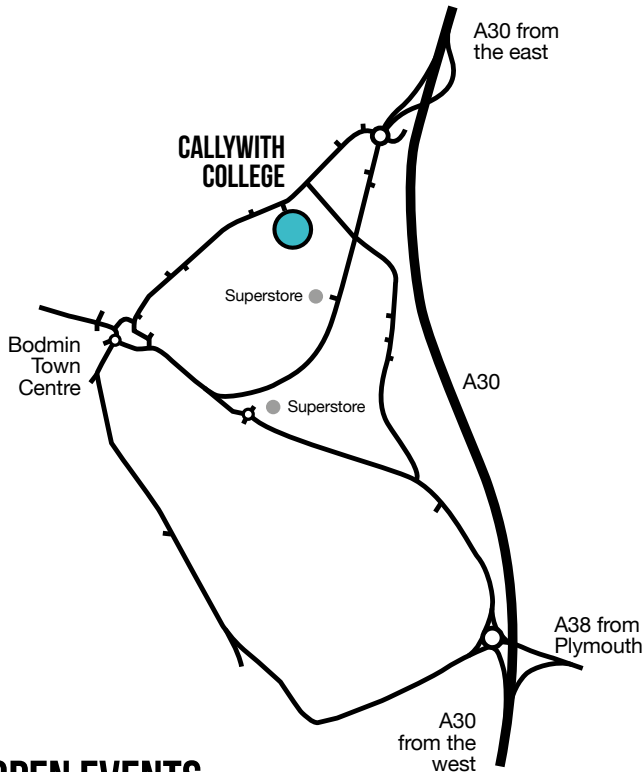 A30 from
the east
CALLYWITH
COLLEGE
Superstore
Bodmin
Town
Centre
A30
Superstore
A38 from
Plymouth
A30
from the
west
OPEN EVENTS